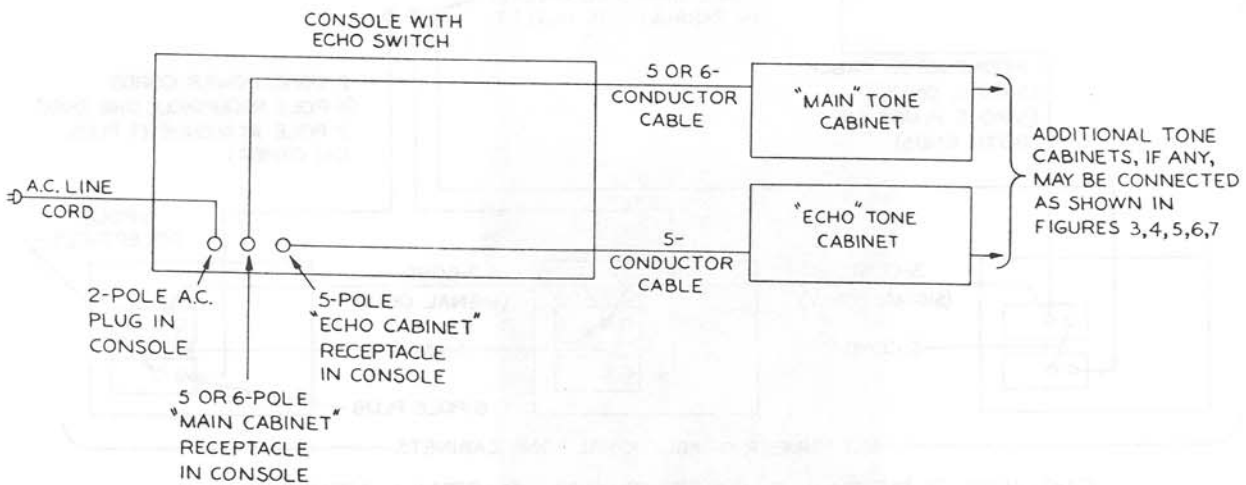 CONSOLE WITH
ECHO SWITCH
5 OR 6-
CONDUCTOR
CABLE
"MAIN" TONE
CABINET
ADDITIONAL TONE
CABINETS, IF ANY,
MAY BE CONNECTED
AS SHOWN IN
FIGURES 3,4,5,6,7
A.C. LINE
CORD
"ECHO" TONE
CABINET
5-
CONDUCTOR
CABLE
2-POLE A.C.
PLUG IN
CONSOLE
5-POLE
"ECHO CABINET"
RECEPTACLE
IN CONSOLE
5 OR 6-POLE
"MAIN CABINET"
RECEPTACLE
IN CONSOLE